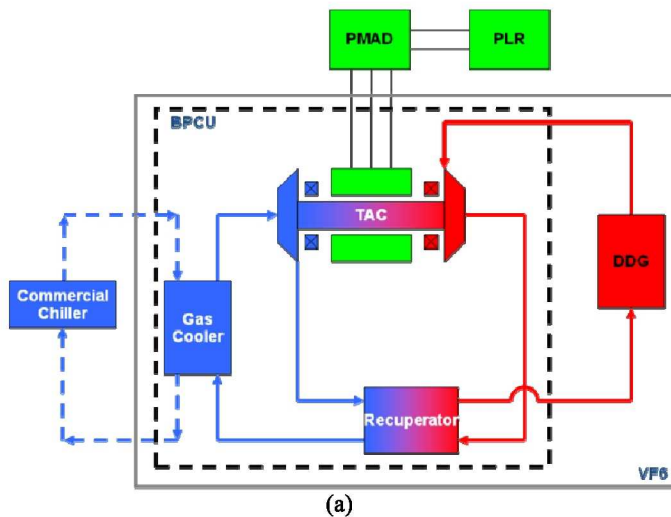 PMAD
PLR
BPCU
TAC
DDG
Commercial
Chiller
Gas
Cooler
Recuperator
VF6
(a)